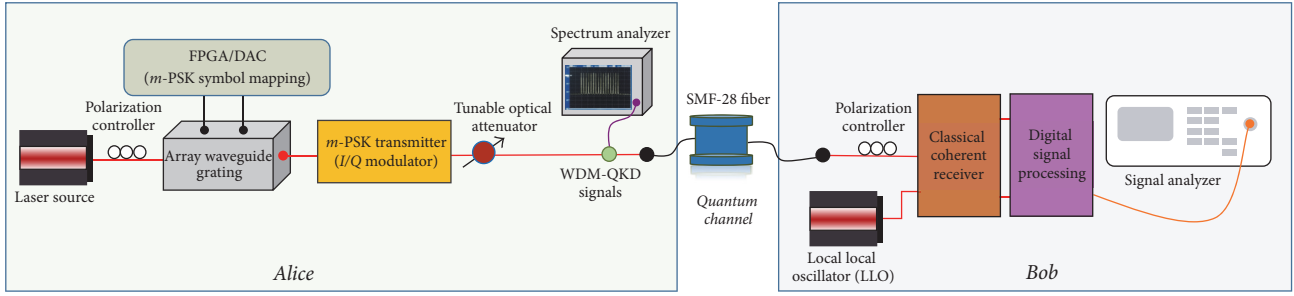 FPGA/DAC
(m-PSK symbol mapping)
Polarization
controller
Laser source
Array waveguide
grating
m-PSK transmitter
(I/Q modulator)
Tunable optical
attenuator
Spectrum analyzer
WDM-QKD
signals
Alice
SMF-28 fiber
Quantum
channel
Polarization
controller
Local local
oscillator (LLO)
Classical
coherent
receiver
Digital
signal
processing
Signal analyzer
Bob